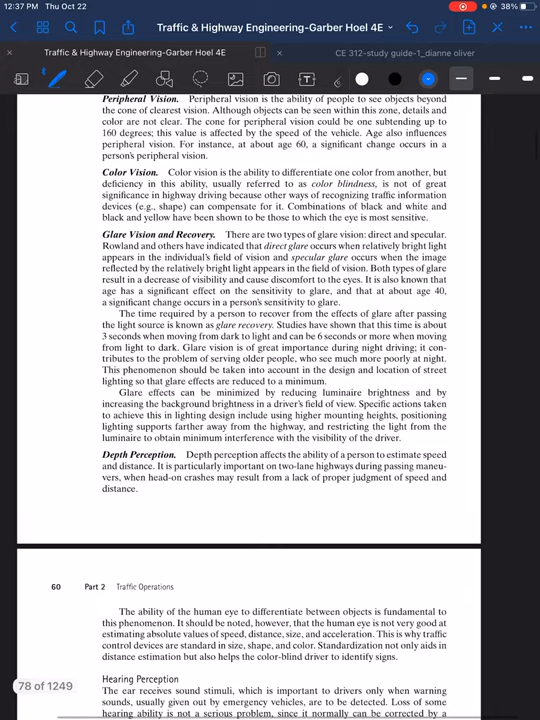 12:37 PM Thu Oct 22
38%
Traffic & Highway Engineering-Garber Hoel 4E
Traffic & Highway Engineering-Garber Hoel 4E
CE 312-study guide-1_dianne oliver
Peripheral Vision. Peripheral vision is the ability of people to see objects beyond
the cone of clearest vision. Although objects can be seen within this zone, details and
color are not clear. The cone for peripheral vision could be one subtending up to
160 degrees; this value is affected by the speed of the vehicle. Age also influences
peripheral vision. For instance, at about age 60, a significant change occurs in a
person's peripheral vision.
Color Vision. Color vision is the ability to differentiate one color from another, but
deficiency in this ability, usually referred to as color blindness, is not of great
significance in highway driving because other ways of recognizing traffic information
devices (e.g., shape) can compensate for it. Combinations of black and white and
black and yellow have been shown to be those to which the eye is most sensitive.
Glare Vision and Recovery. There are two types of glare vision: direct and specular.
Rowland and others have indicated that direct glare occurs when relatively bright light
appears in the individual's field of vision and specular glare occurs when the image
reflected by the relatively bright light appears in the field of vision. Both types of glare
result in a decrease of visibility and cause discomfort to the eyes. It is also known that
age has a significant effect on the sensitivity to glare, and that at about age 40,
a significant change occurs in a person's sensitivity to glare.
The time required by a person to recover from the effects of glare after passing
the light source is known as glare recovery. Studies have shown that this time is about
3 seconds when moving from dark to light and can be 6 seconds or more when moving
from light to dark. Glare vision is of great importance during night driving; it con-
tributes to the problem of serving older people, who see much more poorly at night.
This phenomenon should be taken into account in the design and location of street
lighting so that glare effects are reduced to a minimum.
Glare effects can be minimized by reducing luminaire brightness and by
increasing the background brightness in a driver's field of view. Specific actions taken
to achieve this in lighting design include using higher mounting heights, positioning
lighting supports farther away from the highway, and restricting the light from the
luminaire to obtain minimum interference with the visibility of the driver.
Depth Perception. Depth perception affects the ability of a person to estimate speed
and distance. It is particularly important on two-lane highways during passing maneu-
vers, when head-on crashes may result from a lack of proper judgment of speed and
distance.
60 Part 2 Traffic Operations
The ability of the human eye to differentiate between objects is fundamental to
this phenomenon. It should be noted, however, that the human eye is not very good at
estimating absolute values of speed, distance, size, and acceleration. This is why traffic
control devices are standard in size, shape, and color. Standardization not only aids in
distance estimation but also helps the color-blind driver to identify signs.
78 of 1249
Hearing Perception
The ear receives sound stimuli, which is important to drivers only when warning
sounds, usually given out by emergency vehicles, are to be detected. Loss of some
hearing ability is not a serious problem, since it normally can be corrected by a